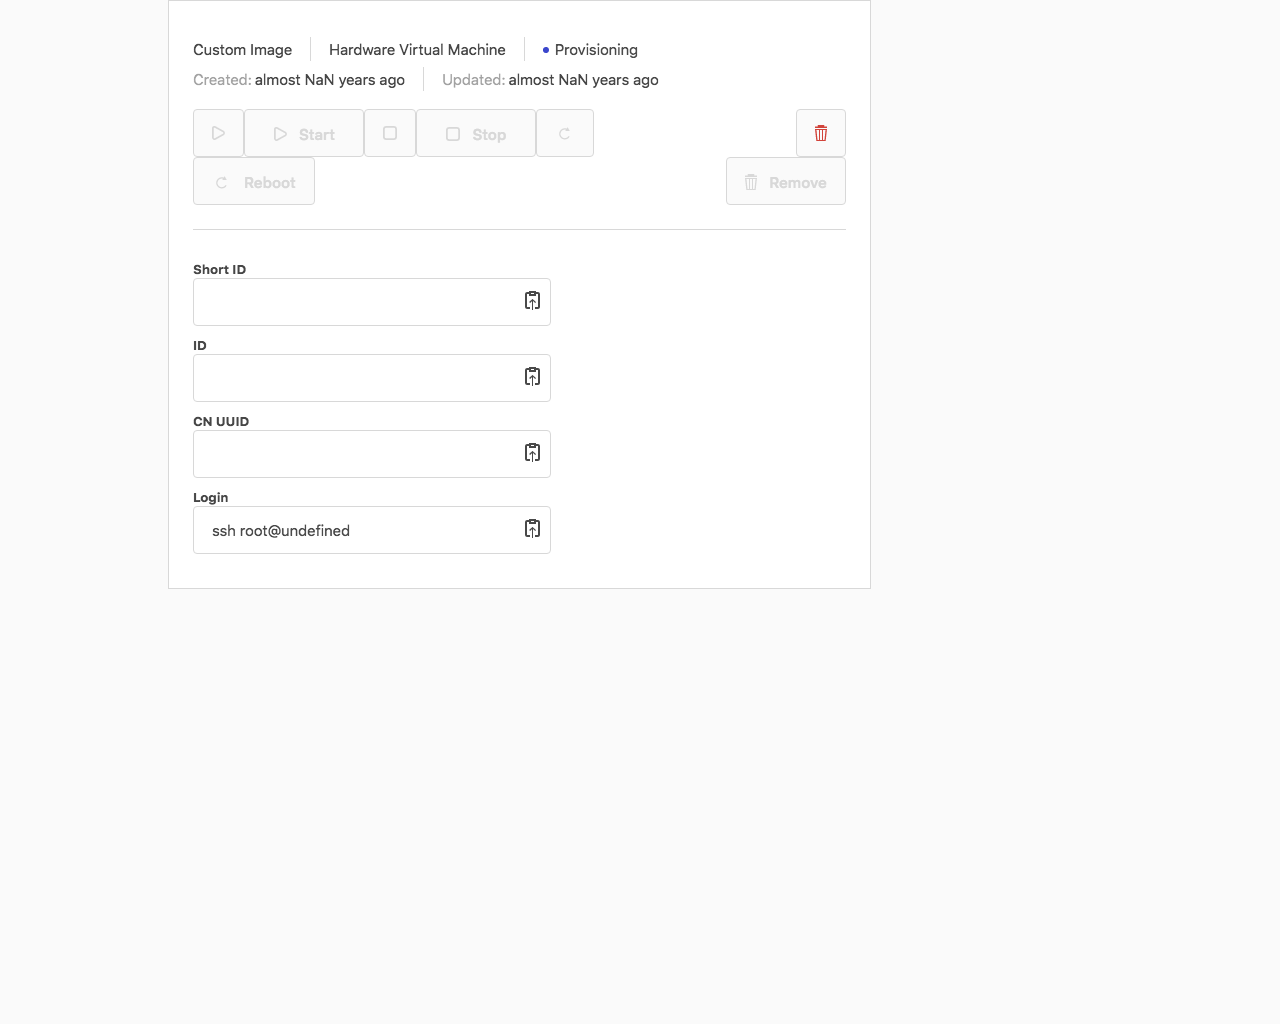 Custom Image Hardware Virtual Machine Provisioning
Created: almost NaN years ago Updated: almost NaN years ago
Start Stop
Reboot Remove
Short ID
ID
CN UUID
Login
ssh root@undefined